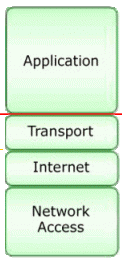 Application
Transport
Internet
Network
Access